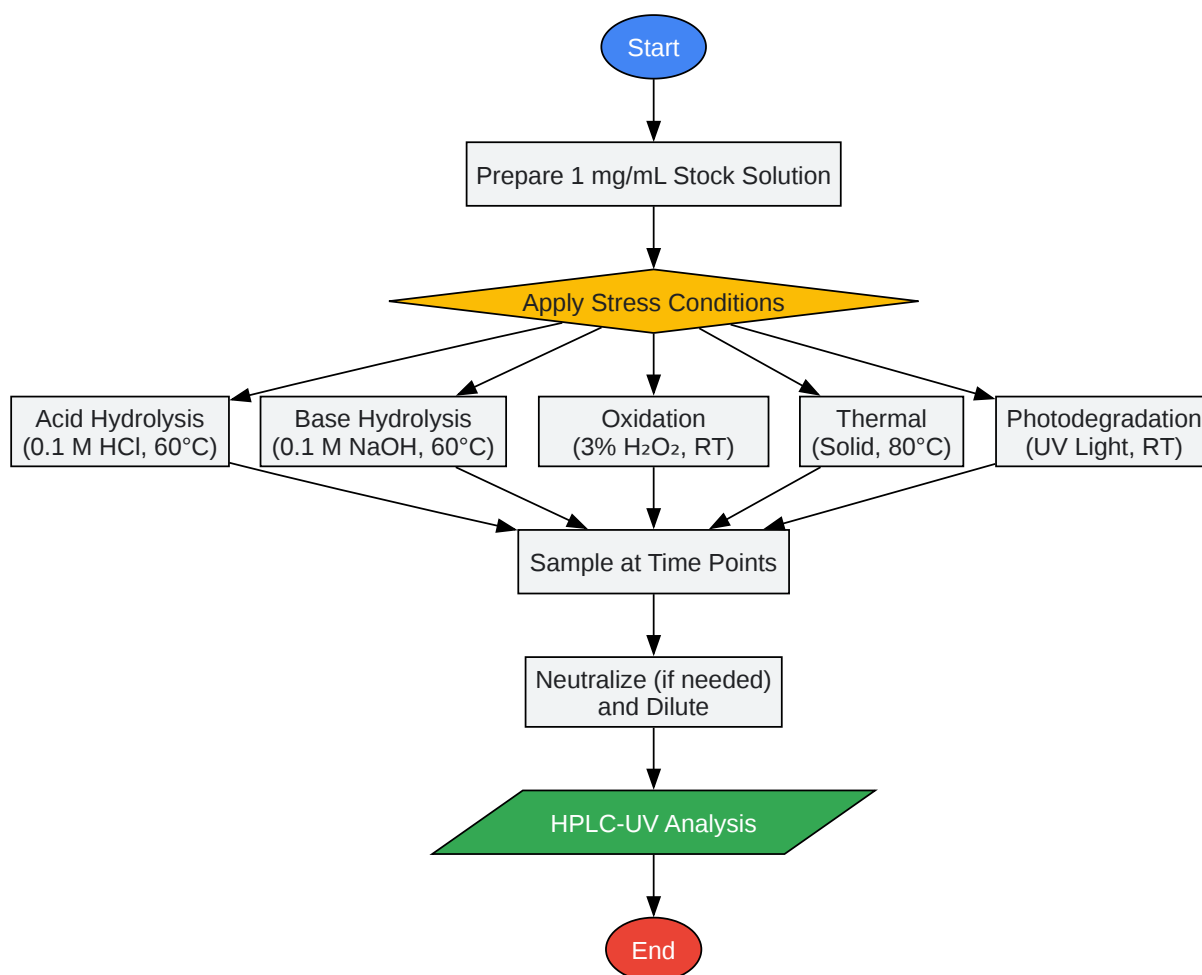 Start
Prepare 1 mg/mL Stock Solution
Apply Stress Conditions
Acid Hydrolysis
(0.1 M HCl, 60°C)
Base Hydrolysis
(0.1 M NaOH, 60°C)
Oxidation
(3% H₂O₂, RT)
Thermal
(Solid, 80°C)
Photodegradation
(UV Light, RT)
Sample at Time Points
Neutralize (if needed)
and Dilute
HPLC-UV Analysis
End